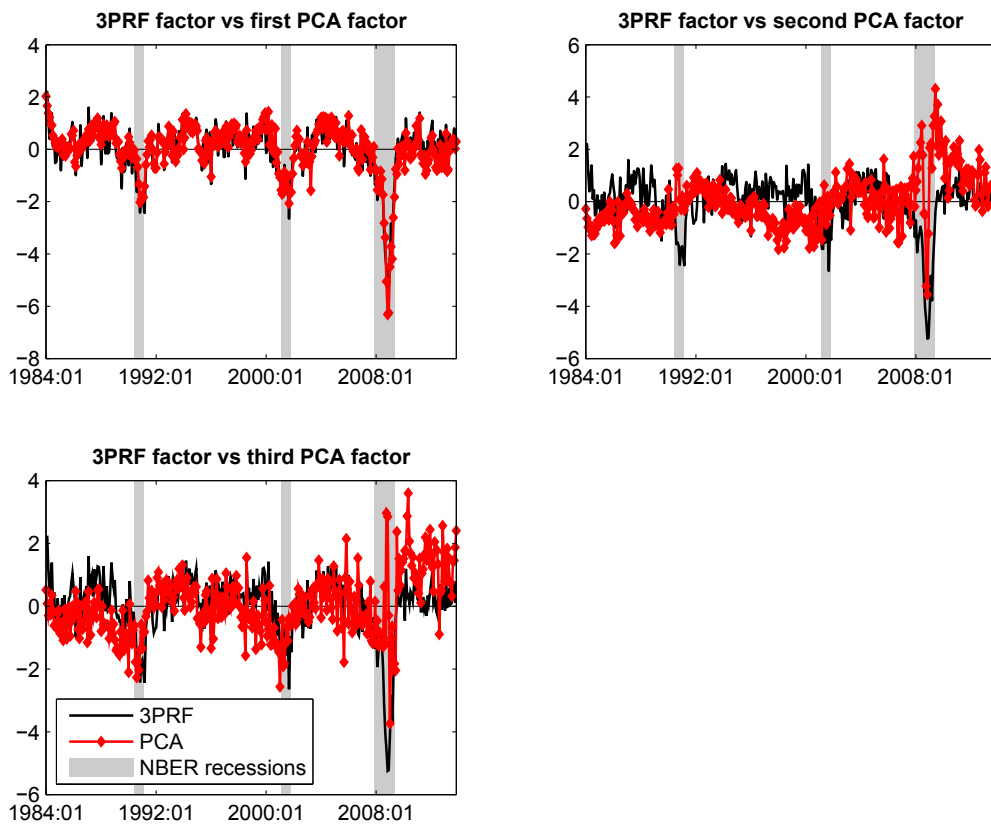 3PRF factor vs first PCA factor
4
2
0
−2
−4
−6
−8
1984:01 1992:01 2000:01 2008:01
3PRF factor vs second PCA factor
6
4
2
0
−2
−4
−6
1984:01 1992:01 2000:01 2008:01
3PRF factor vs third PCA factor
4
2
0
−2
−4
−6
3PRF
PCA
NBER recessions
1984:01 1992:01 2000:01 2008:01